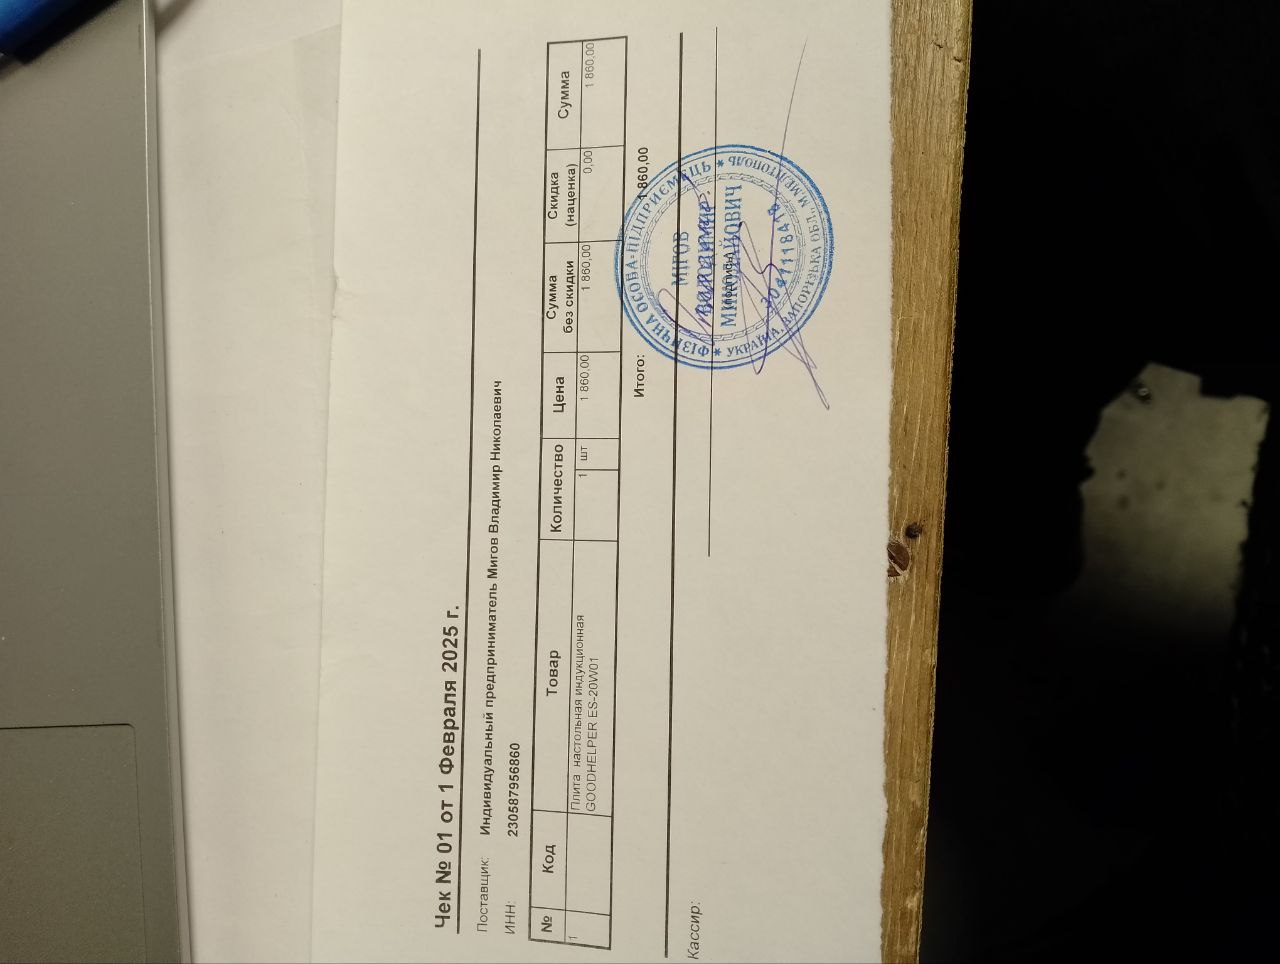 Чек № 01 от 1 Февраля 2025 г.
Поставщик: Индивидуальный предприниматель Мигов Владимир Николаевич
ИНН: 230587956860
№ Код Товар Количество Цена Сумма без скидки Скидка (наценка) Сумма
1 Плита настольная индукционная 1 шт 1 860,00 1 860,00 0,00 1 860,00
GOODHELPER ES-20W01
Итого: 1 860,00
Кассир:
ФІЗИЧНА ОСОБА-ПІДПРИЄМЕЦЬ
УКРАЇНА, ЗАПОРІЗЬКА ОБЛ., М.МЕЛІТОПОЛЬ
МІГОВ
МИКОЛАЙОВИЧ